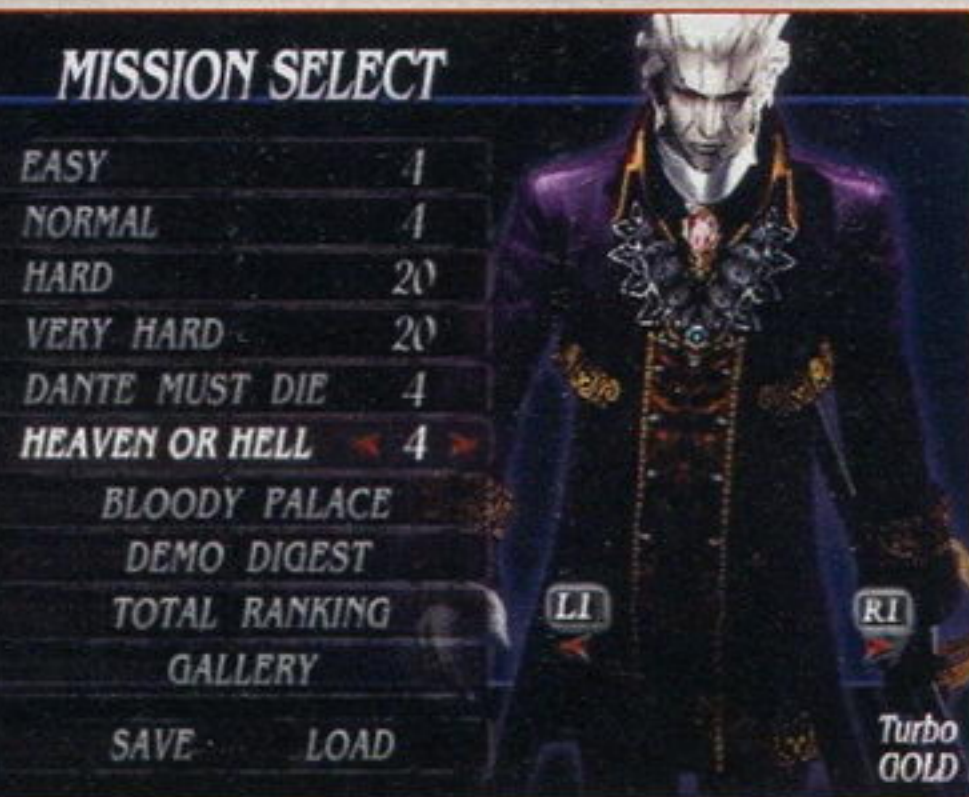 MISSION SELECT
EASY 4
NORMAL 4
HARD 20
VERY HARD 20
DANTE MUST DIE 4
HEAVEN OR HELL 4
BLOODY PALACE
DEMO DIGEST
TOTAL RANKING
GALLERY
SAVE LOAD
L1
R1
Turbo
GOLD